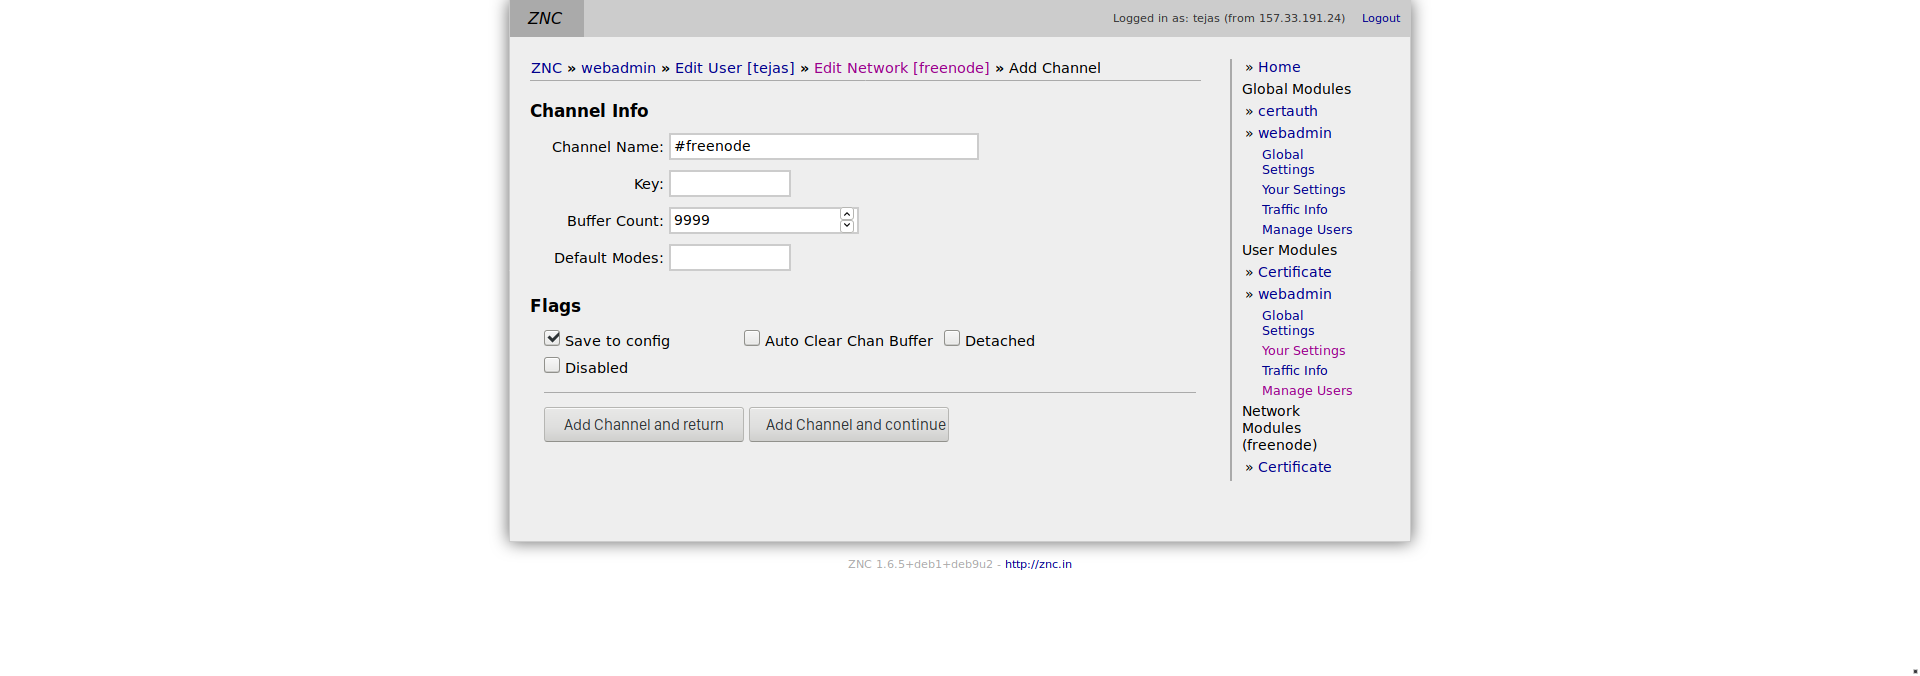 ZNC
Logged in as: tejas (from 157.33.191.24) Logout
ZNC » webadmin » Edit User [tejas] » Edit Network [freenode] » Add Channel
Channel Info
Channel Name: #freenode
Key:
Buffer Count: 9999
Default Modes:
Flags
Save to config Auto Clear Chan Buffer Detached
Disabled
Add Channel and return Add Channel and continue
» Home
Global Modules
» certauth
» webadmin
Global
Settings
Your Settings
Traffic Info
Manage Users
User Modules
» Certificate
» webadmin
Global
Settings
Your Settings
Traffic Info
Manage Users
Network
Modules
(freenode)
» Certificate
ZNC 1.6.5+deb1+deb9u2 - http://znc.in